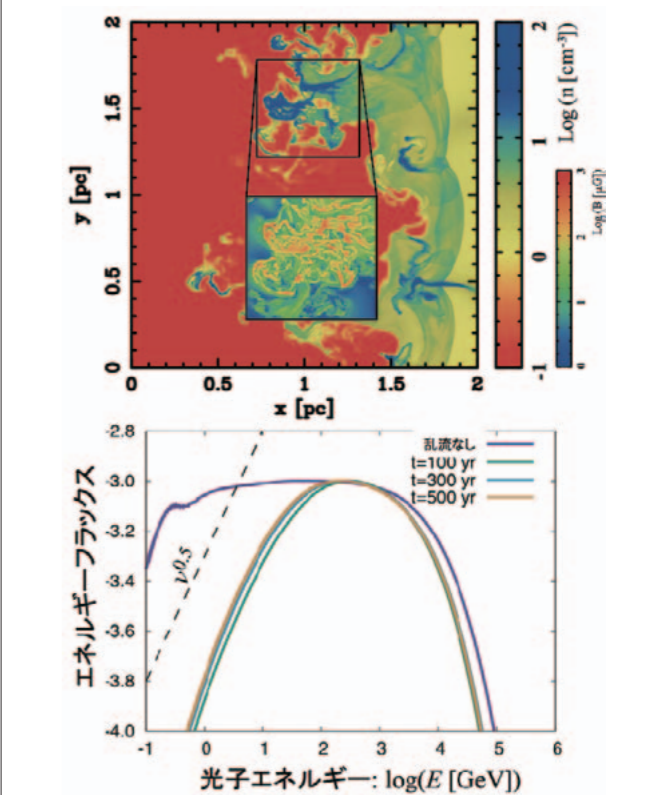 2
1.5
1
0.5
0
y [pc]
0 0.5 1 1.5 2
x [pc]
2
1
0
-1
Log (n [cm⁻³])
3
2
1
0
Log(B [μG])
-2.8
-3.0
-3.2
-3.4
-3.6
-3.8
-4.0
エネルギーフラックス
乱流なし
t=100 yr
t=300 yr
t=500 yr
ν^0.5
-1 0 1 2 3 4 5 6
光子エネルギー: log(E [GeV])